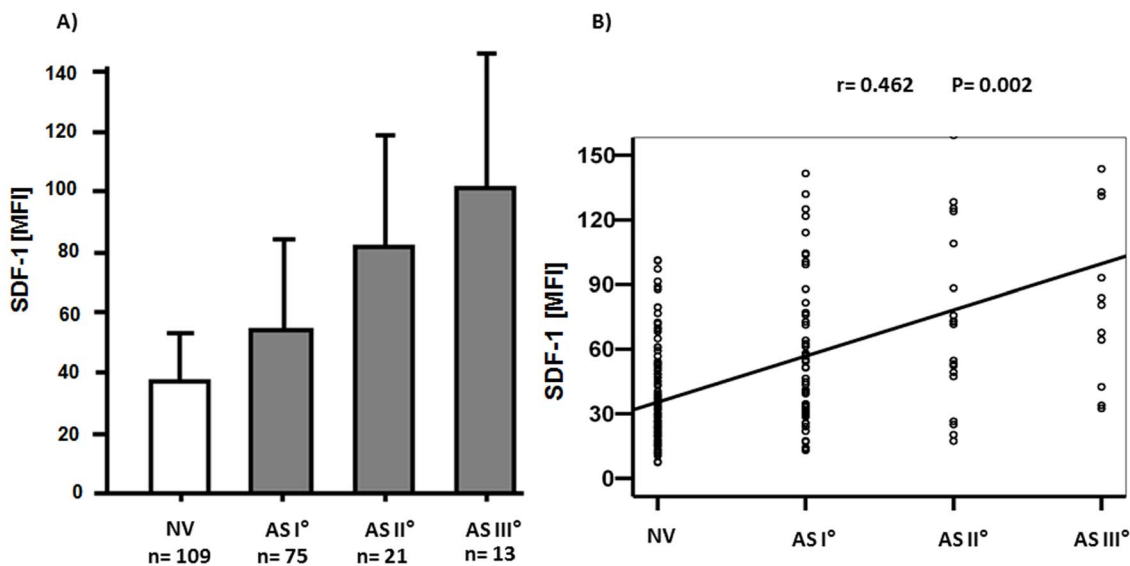 A)
SDF-1 [MFI]
140
120
100
80
60
40
20
0
NV
n= 109
AS I°
n= 75
AS II°
n= 21
AS III°
n= 13
B)
r= 0.462 P= 0.002
SDF-1 [MFI]
150
120
90
60
30
0
NV
AS I°
AS II°
AS III°